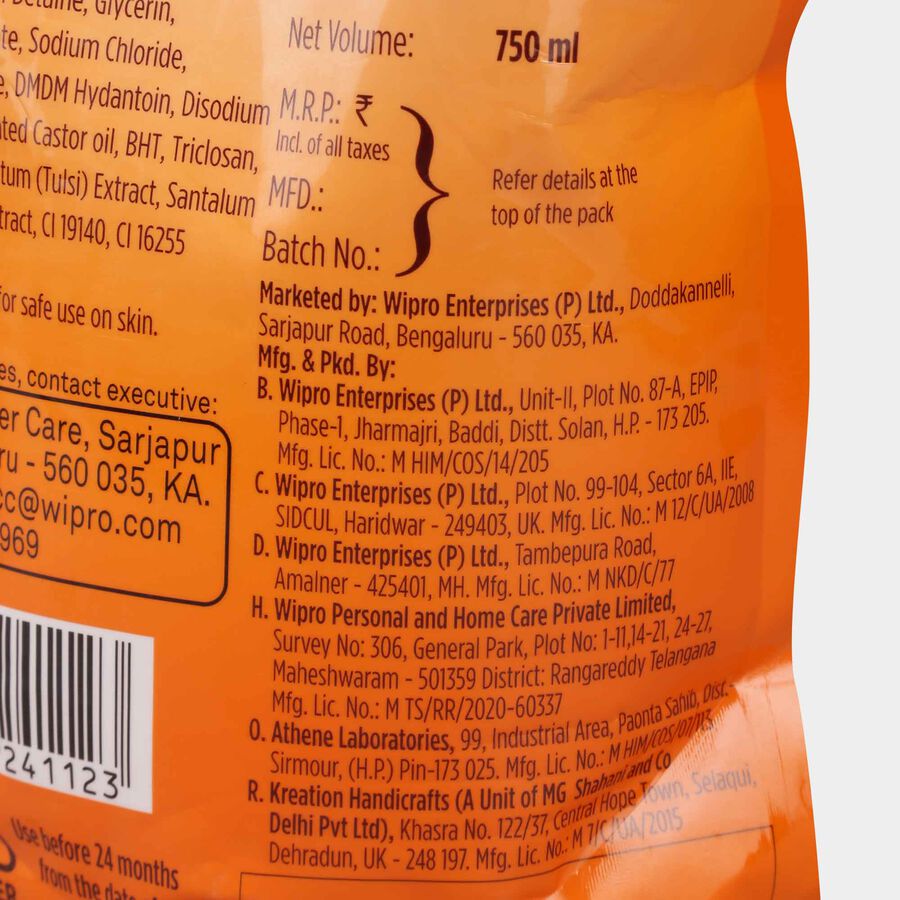 Glycerin,
te, Sodium Chloride,
DMDM Hydantoin, Disodium
ted Castor oil, BHT, Triclosan,
tum (Tulsi) Extract, Santalum
tract, CI 19140, CI 16255
for safe use on skin.
es, contact executive:
er Care, Sarjapur
ru - 560 035, KA.
cc@wipro.com
969
241123
Use before 24 months
from the date
Net Volume: 750 ml
M.R.P.: ₹
Incl. of all taxes
MFD.:
Batch No.:
Refer details at the
top of the pack
Marketed by: Wipro Enterprises (P) Ltd., Doddakannelli,
Sarjapur Road, Bengaluru - 560 035, KA.
Mfg. & Pkd. By:
B. Wipro Enterprises (P) Ltd., Unit-II, Plot No. 87-A, EPIP,
Phase-1, Jharmajri, Baddi, Distt. Solan, H.P. - 173 205.
Mfg. Lic. No.: M HIM/COS/14/205
C. Wipro Enterprises (P) Ltd., Plot No. 99-104, Sector 6A, IIE,
SIDCUL, Haridwar - 249403, UK. Mfg. Lic. No.: M 12/C/UA/2008
D. Wipro Enterprises (P) Ltd., Tambepura Road,
Amalner - 425401, MH. Mfg. Lic. No.: M NKD/C/77
H. Wipro Personal and Home Care Private Limited,
Survey No: 306, General Park, Plot No: 1-11,14-21, 24-27,
Maheshwaram - 501359 District: Rangareddy Telangana
Mfg. Lic. No.: M TS/RR/2020-60337
O. Athene Laboratories, 99, Industrial Area, Paonta Sahib, Dist.-
Sirmour, (H.P.) Pin-173 025. Mfg. Lic. No.: M HIM/COS/07/113
R. Kreation Handicrafts (A Unit of MG Shahani and Co
Delhi Pvt Ltd), Khasra No. 122/37, Central Hope Town, Selaqui,
Dehradun, UK - 248 197. Mfg. Lic. No.: M 7/C/UA/2015